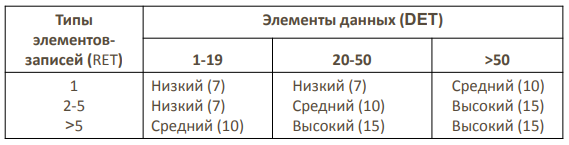 Типы элементов-записей (RET) Элементы данных (DET)
1-19 20-50 >50
1 Низкий (7) Низкий (7) Средний (10)
2-5 Низкий (7) Средний (10) Высокий (15)
>5 Средний (10) Высокий (15) Высокий (15)